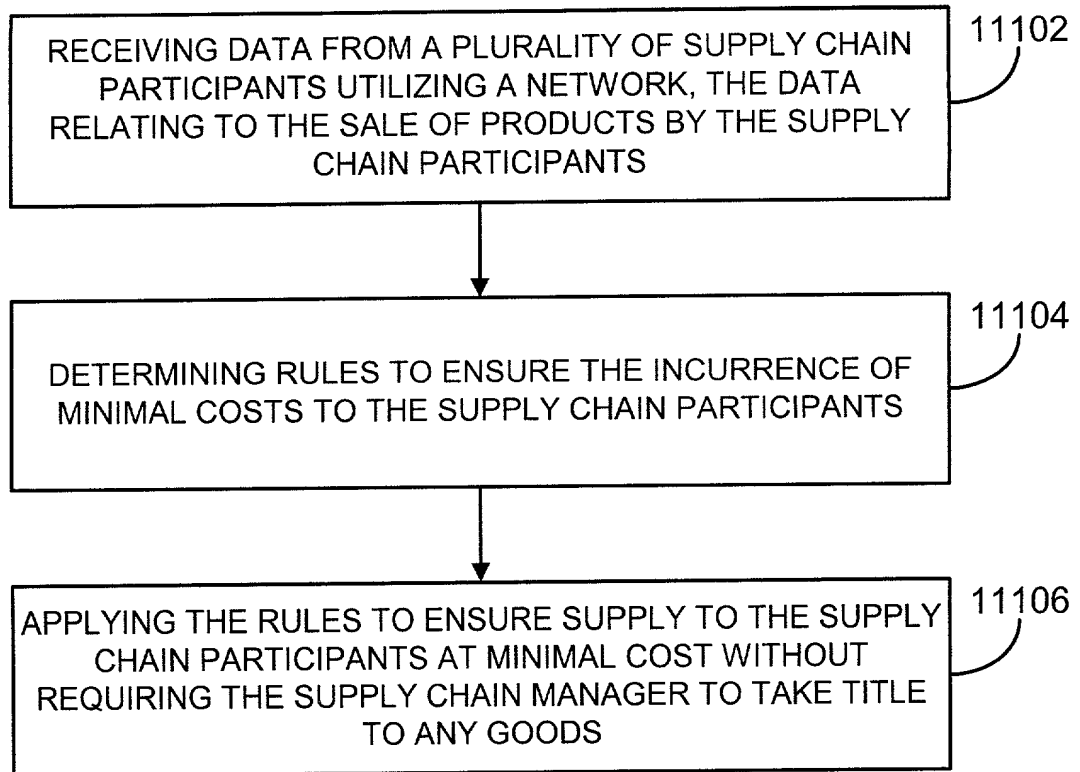 RECEIVING DATA FROM A PLURALITY OF SUPPLY CHAIN
PARTICIPANTS UTILIZING A NETWORK, THE DATA
RELATING TO THE SALE OF PRODUCTS BY THE SUPPLY
CHAIN PARTICIPANTS
11102
DETERMINING RULES TO ENSURE THE INCURRENCE OF
MINIMAL COSTS TO THE SUPPLY CHAIN PARTICIPANTS
11104
APPLYING THE RULES TO ENSURE SUPPLY TO THE SUPPLY
CHAIN PARTICIPANTS AT MINIMAL COST WITHOUT
REQUIRING THE SUPPLY CHAIN MANAGER TO TAKE TITLE
TO ANY GOODS
11106